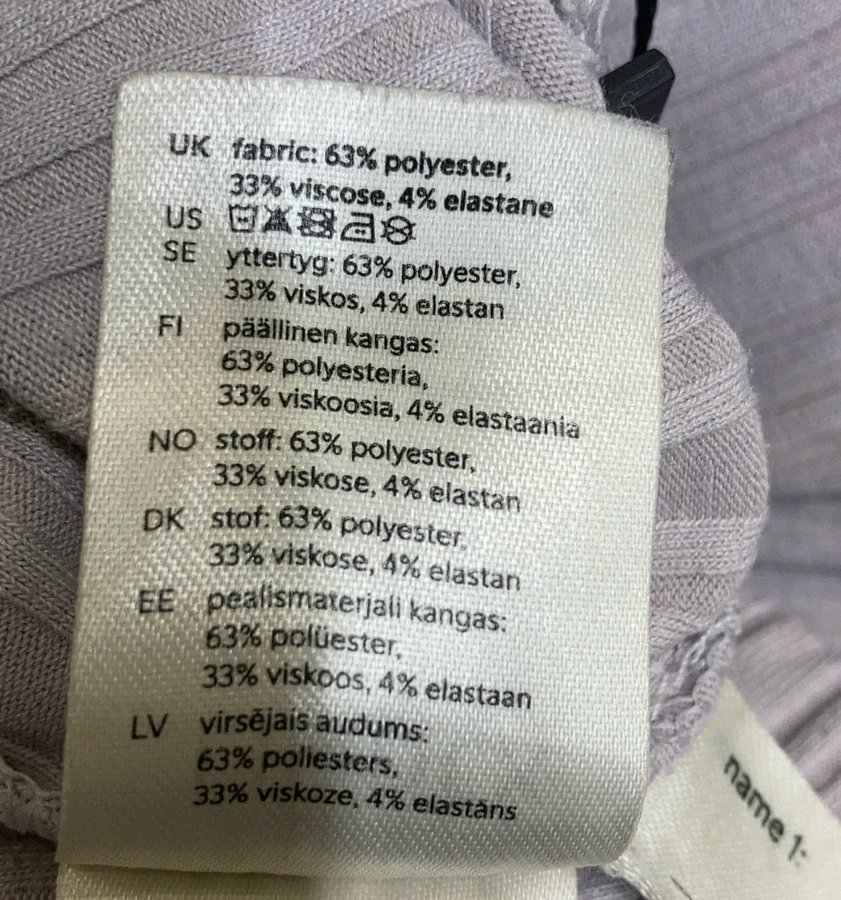 UK fabric: 63% polyester,
33% viscose, 4% elastane
US
SE yttertyg: 63% polyester,
33% viskos, 4% elastan
FI päällinen kangas:
63% polyesteria,
33% viskoosia, 4% elastaania
NO stoff: 63% polyester,
33% viskose, 4% elastan
DK stof: 63% polyester,
33% viskose, 4% elastan
EE pealismaterjali kangas:
63% polüester,
33% viskoos, 4% elastaan
LV virsējais audums:
63% poliesters,
33% viskoze, 4% elastāns
name 1: